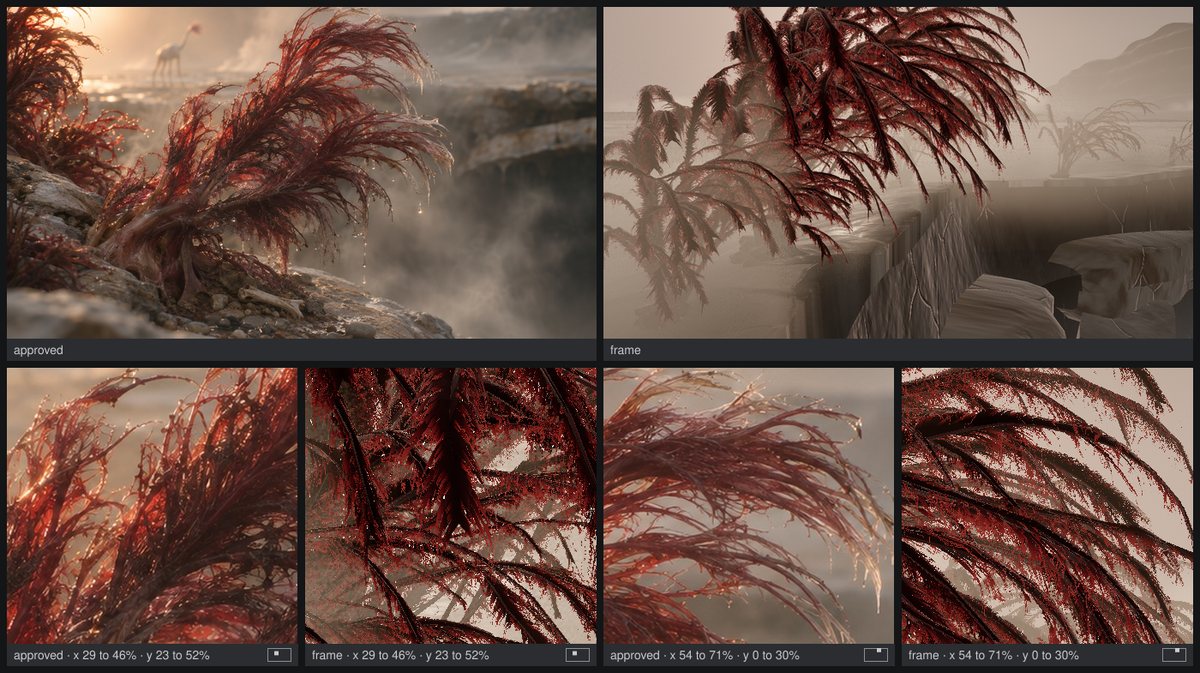 approved
frame
approved · x 29 to 46% · y 23 to 52%
frame · x 29 to 46% · y 23 to 52%
approved · x 54 to 71% · y 0 to 30%
frame · x 54 to 71% · y 0 to 30%